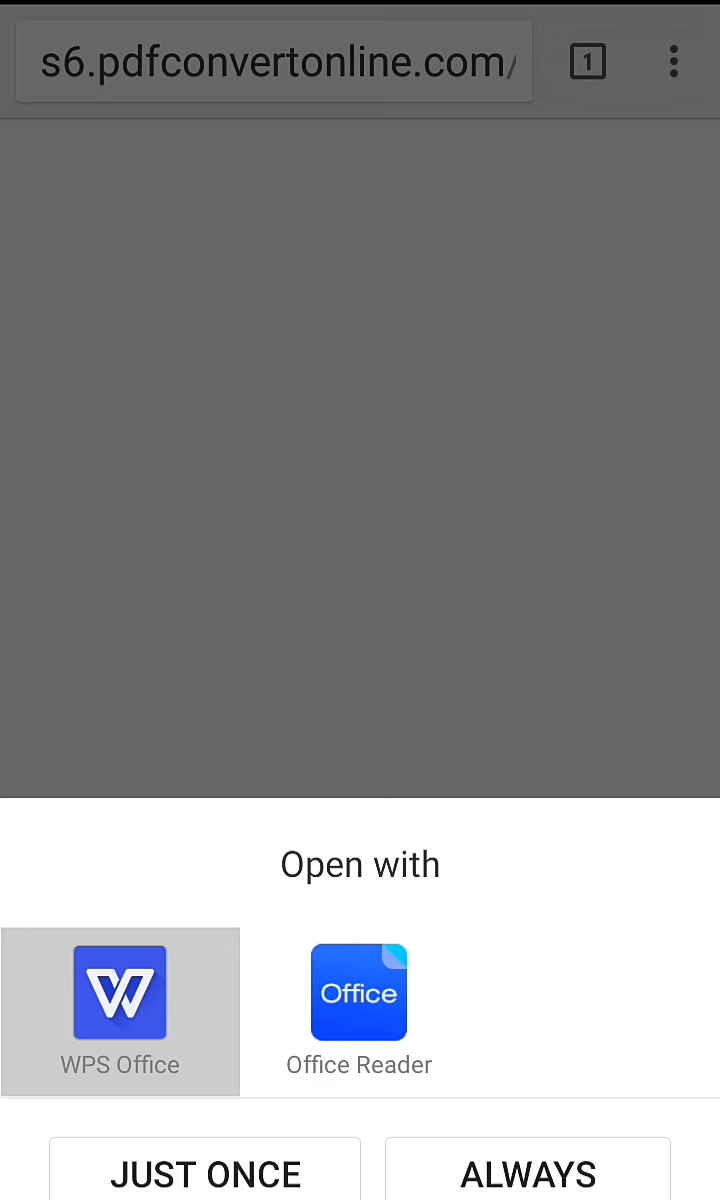 s6.pdfconvertonline.com/
1
Open with
W
Office
WPS Office
Office Reader
JUST ONCE
ALWAYS